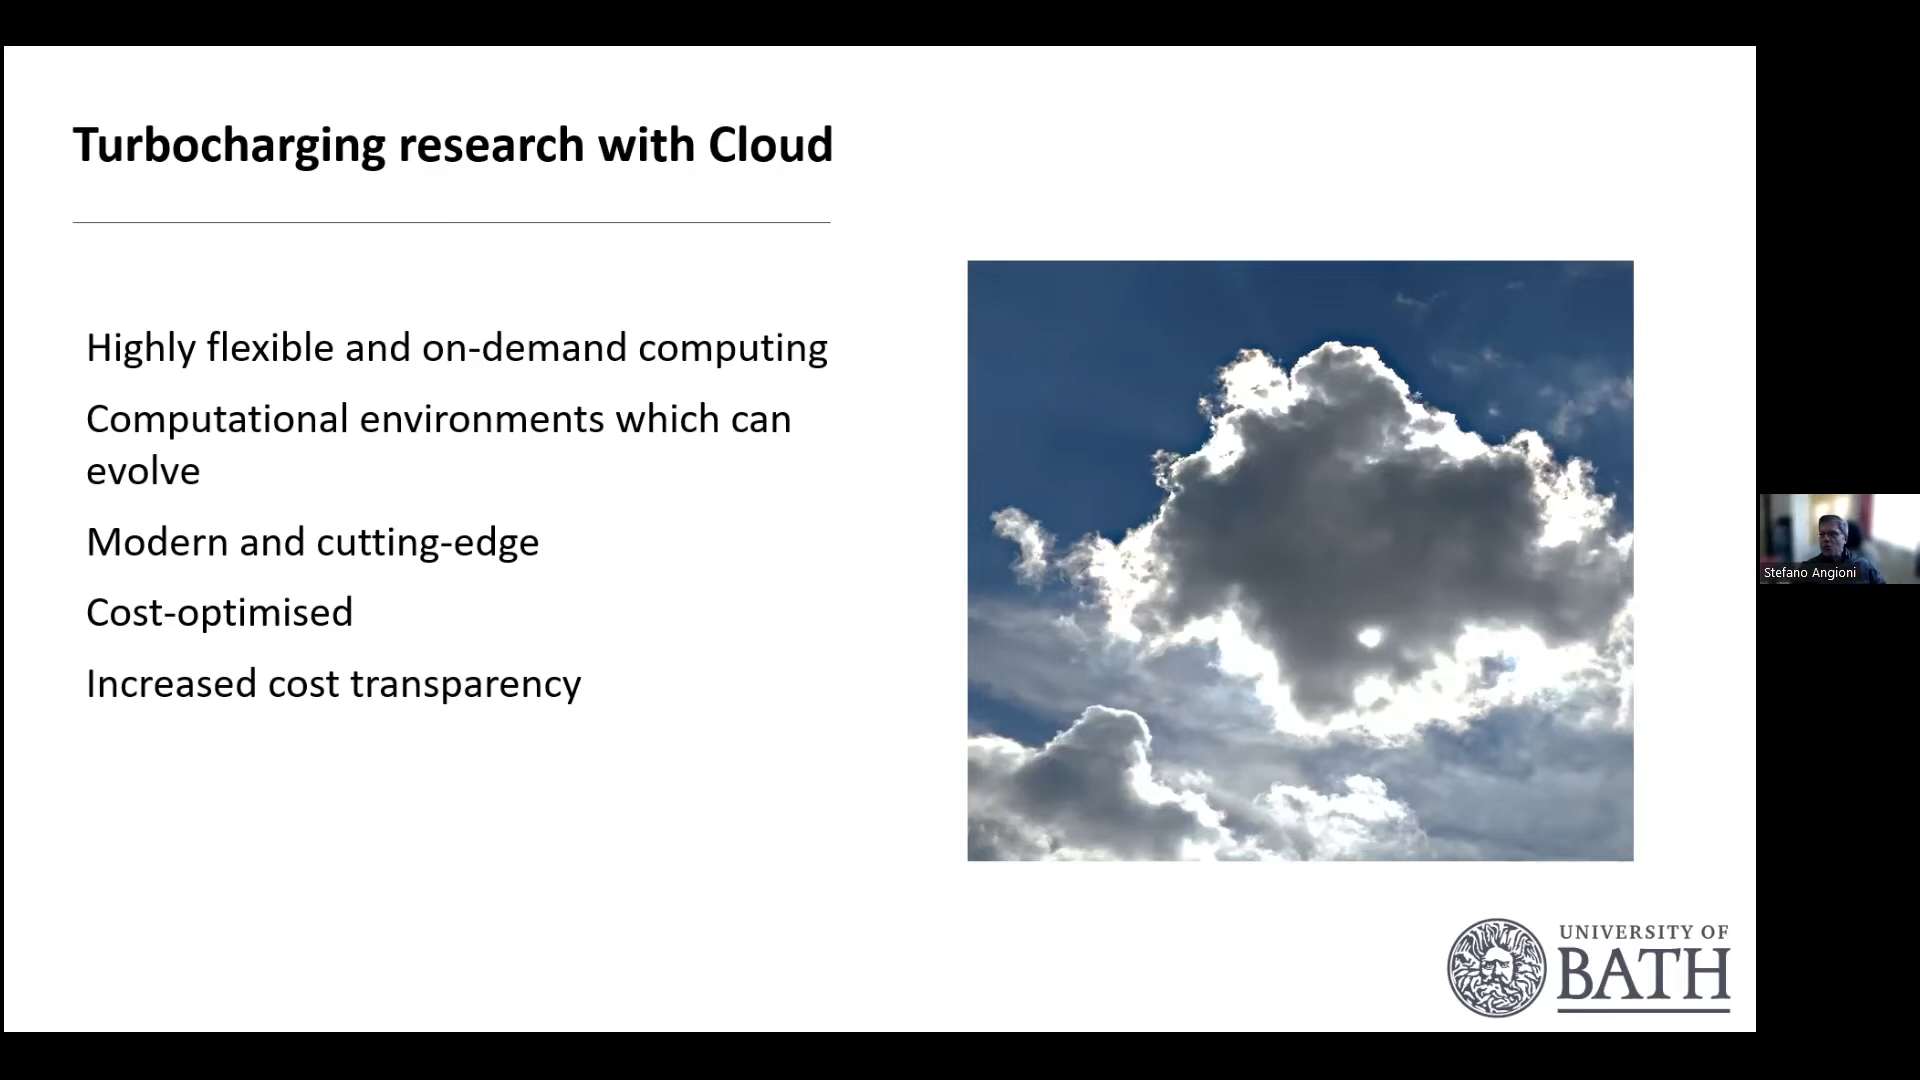 Turbocharging research with Cloud
Highly flexible and on-demand computing
Computational environments which can
evolve
Modern and cutting-edge
Cost-optimised
Increased cost transparency
Stefano Angioni
UNIVERSITY OF
BATH